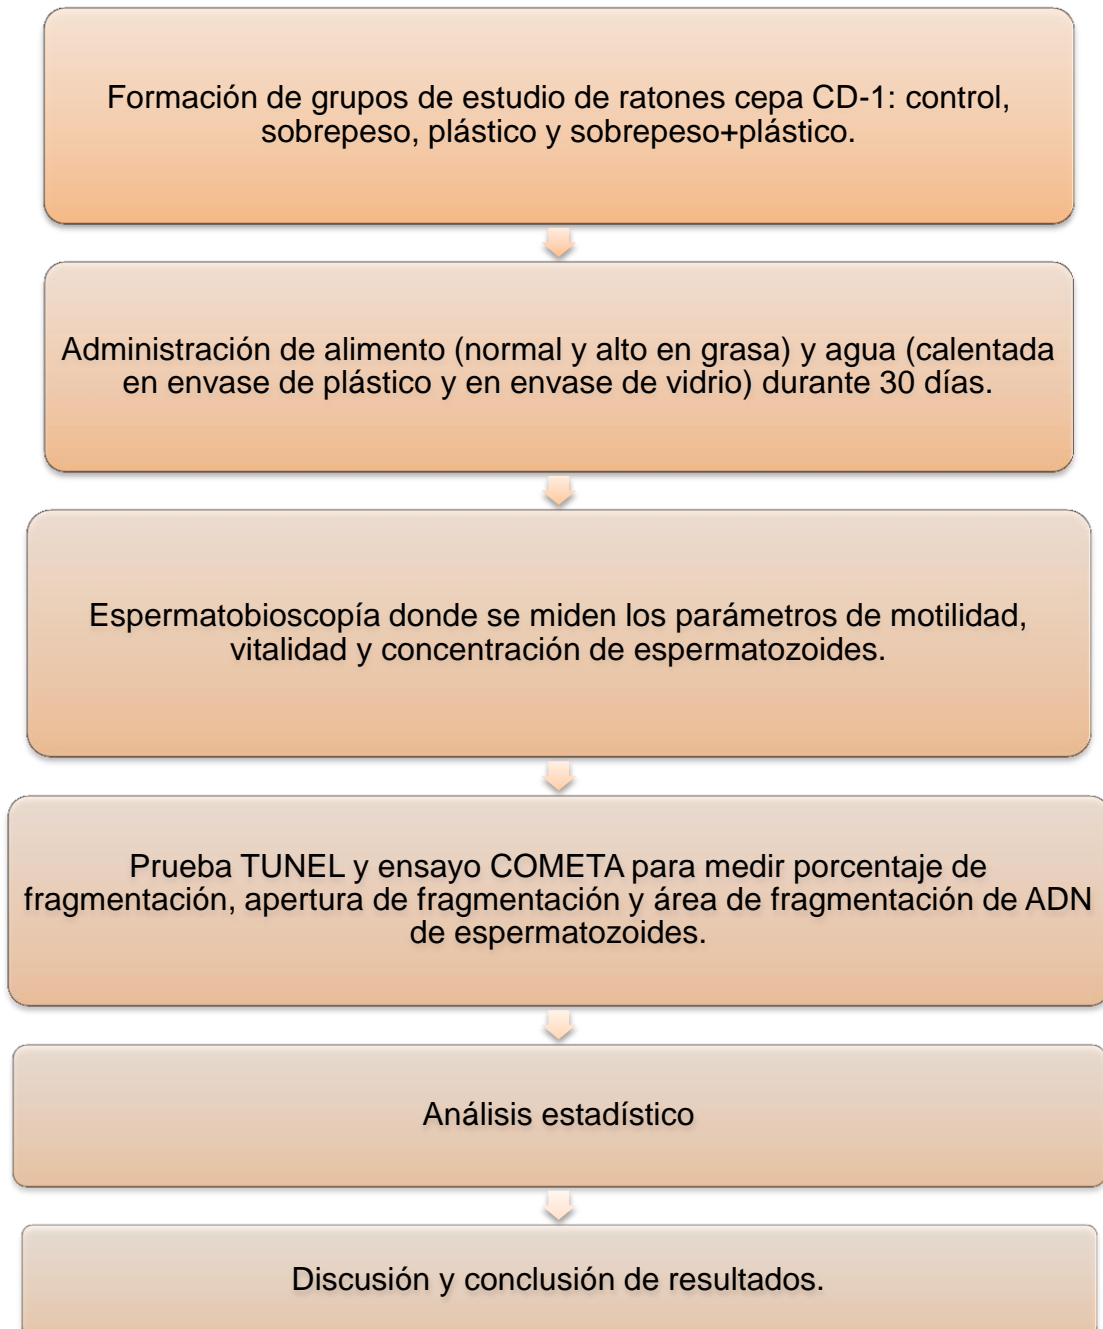 Formación de grupos de estudio de ratones cepa CD-1: control,
sobrepeso, plástico y sobrepeso+plástico.
Administración de alimento (normal y alto en grasa) y agua (calentada
en envase de plástico y en envase de vidrio) durante 30 días.
Espermatobioscopía donde se miden los parámetros de motilidad,
vitalidad y concentración de espermatozoides.
Prueba TUNEL y ensayo COMETA para medir porcentaje de
fragmentación, apertura de fragmentación y área de fragmentación de ADN
de espermatozoides.
Análisis estadístico
Discusión y conclusión de resultados.